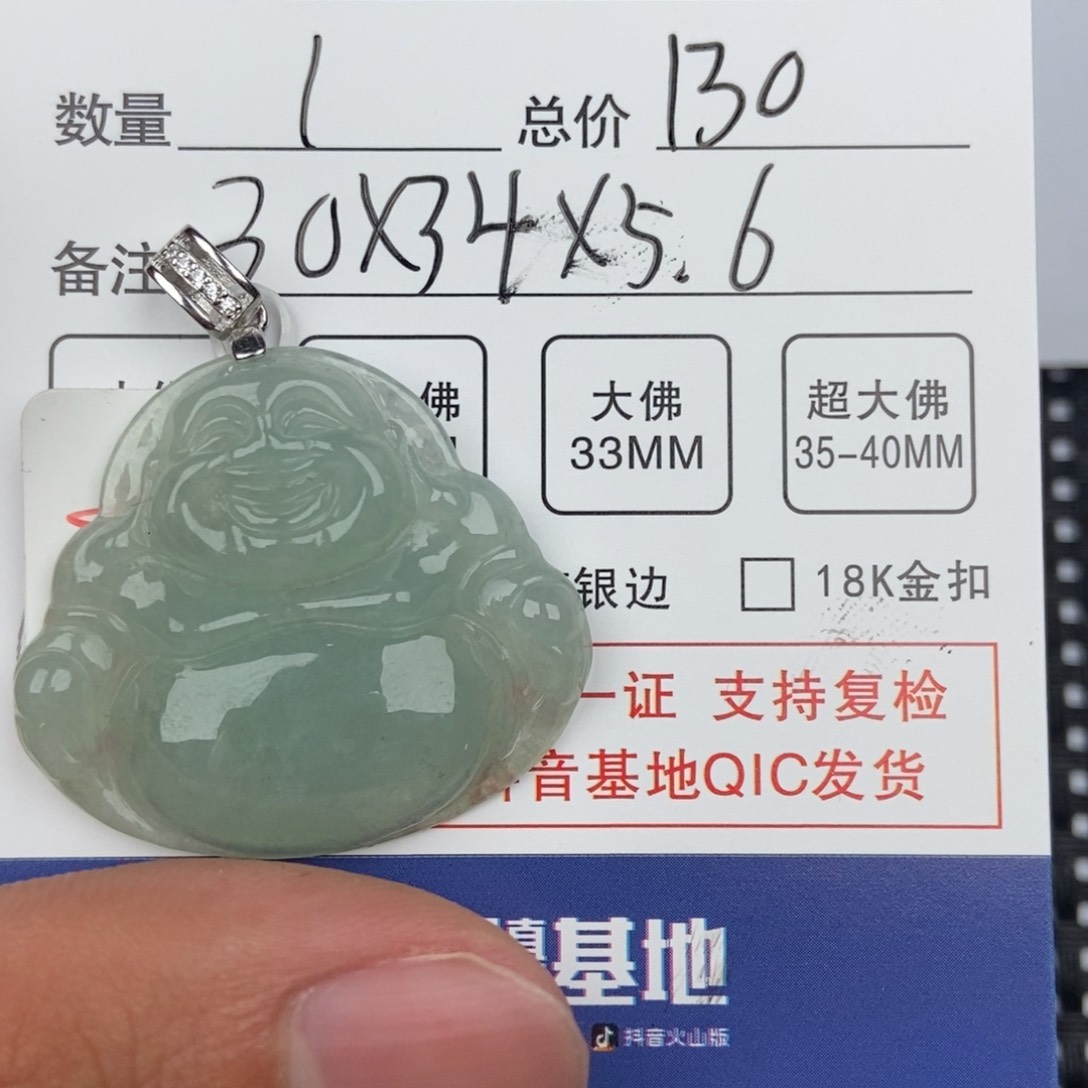 数量 1 总价 130
备注 30X34X5.6
佛 大佛 超大佛
33MM 35-40MM
银边 18K金扣
一证 支持复检
音基地QIC发货
基地
抖音火山版